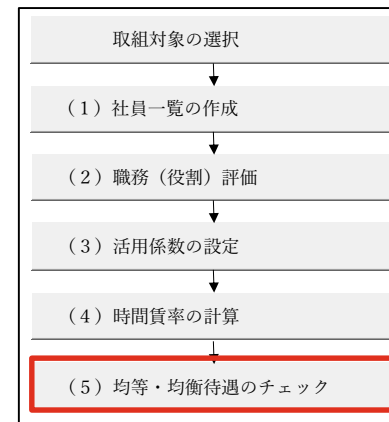 取組対象の選択
（１）社員一覧の作成
（２）職務（役割）評価
（３）活用係数の設定
（４）時間賃率の計算
（５）均等・均衡待遇のチェック